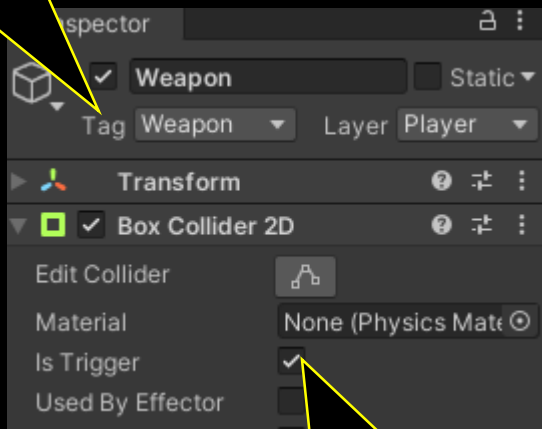 nspector
Weapon Static
Tag Weapon Layer Player
Transform
Box Collider 2D
Edit Collider
Material None (Physics Mate
Is Trigger
Used By Effector